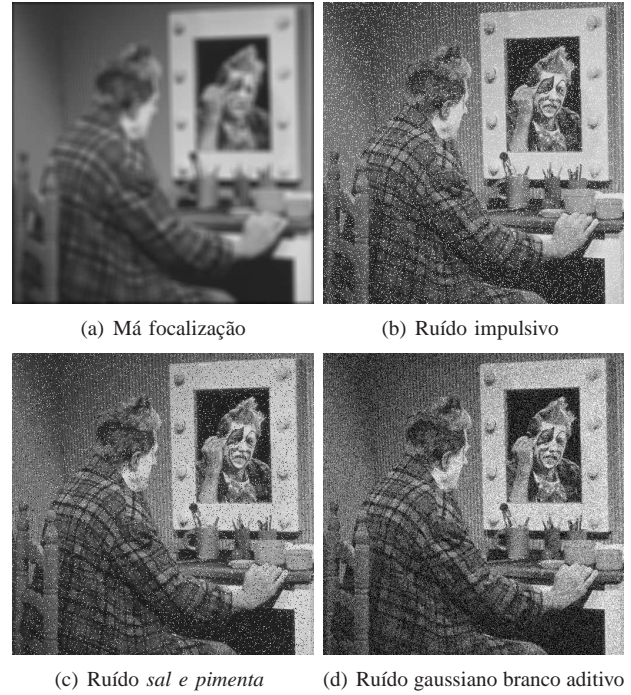 (a) Má focalização
(b) Ruído impulsivo
(c) Ruído sal e pimenta
(d) Ruído gaussiano branco aditivo